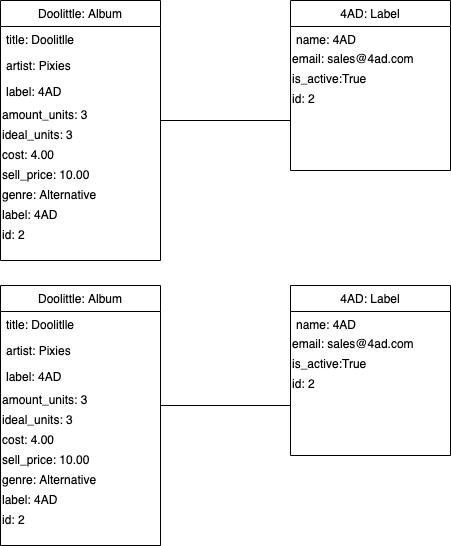 Doolittle: Album
title: Doolitlle
artist: Pixies
label: 4AD
amount_units: 3
ideal_units: 3
cost: 4.00
sell_price: 10.00
genre: Alternative
label: 4AD
id: 2
4AD: Label
name: 4AD
email: sales@4ad.com
is_active:True
id: 2
Doolittle: Album
title: Doolitlle
artist: Pixies
label: 4AD
amount_units: 3
ideal_units: 3
cost: 4.00
sell_price: 10.00
genre: Alternative
label: 4AD
id: 2
4AD: Label
name: 4AD
email: sales@4ad.com
is_active:True
id: 2